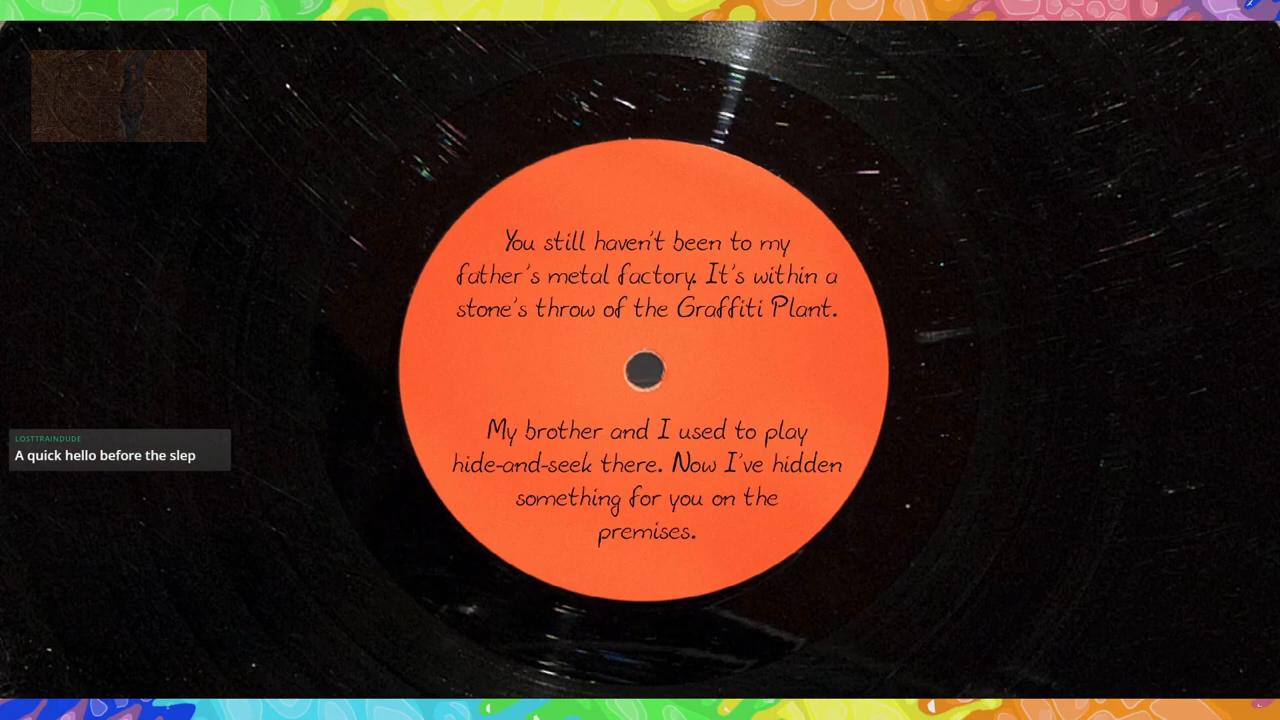 You still haven't been to my
father's metal factory. It's within a
stone's throw of the Graffiti Plant.
My brother and I used to play
hide-and-seek there. Now I've hidden
something for you on the
premises.
LOSTTRAINDUDE
A quick hello before the slep